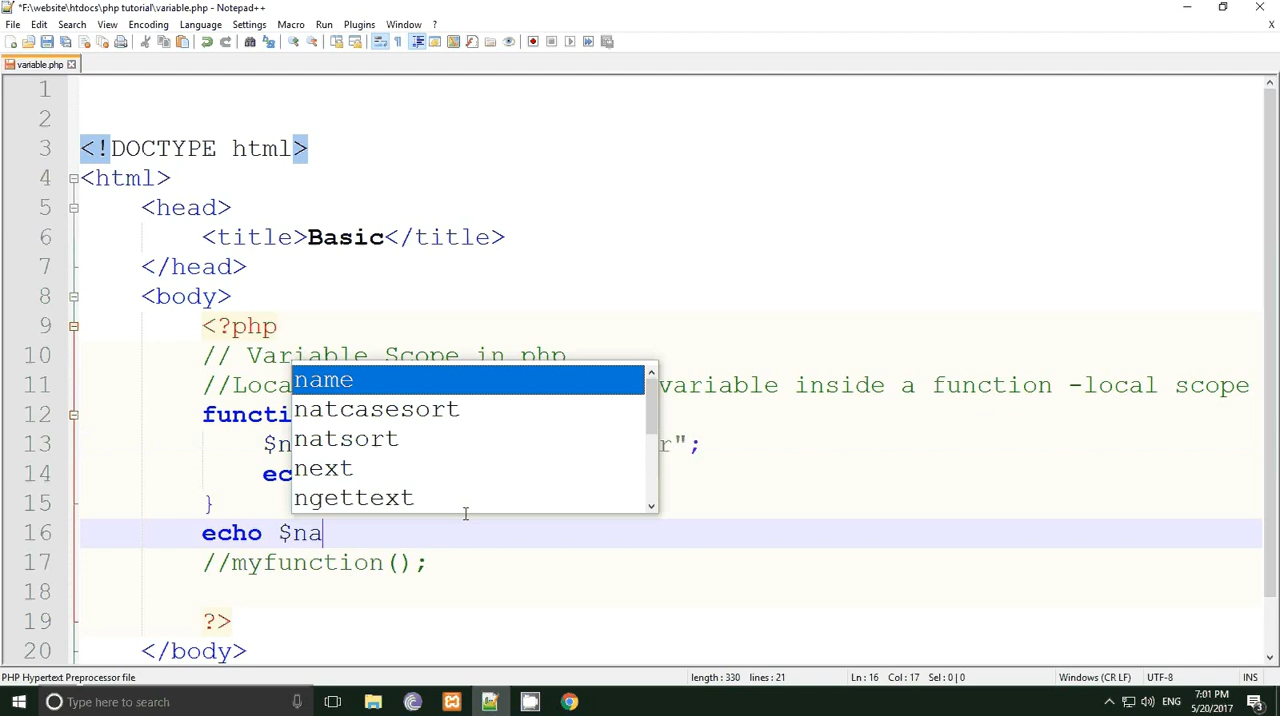 *F:\website\htdocs\php tutorial\variable.php - Notepad++
File Edit Search View Encoding Language Settings Macro Run Plugins Window ?
variable.php
1
2
3 <!DOCTYPE html>
4 <html>
5 <head>
6 <title>Basic</title>
7 </head>
8 <body>
9 <?php
10 // Variable Scope in php
11 //Loca variable inside a function -local scope
12 functi
13 $n r";
14 ec
15 }
16 echo $na
17 //myfunction();
18
19 ?>
20 </body>
name
natcasesort
natsort
next
ngettext
PHP Hypertext Preprocessor file length : 330 lines : 21 Ln : 16 Col : 17 Sel : 0 | 0 Windows (CR LF) UTF-8 INS
Type here to search ENG 7:01 PM
5/20/2017
3